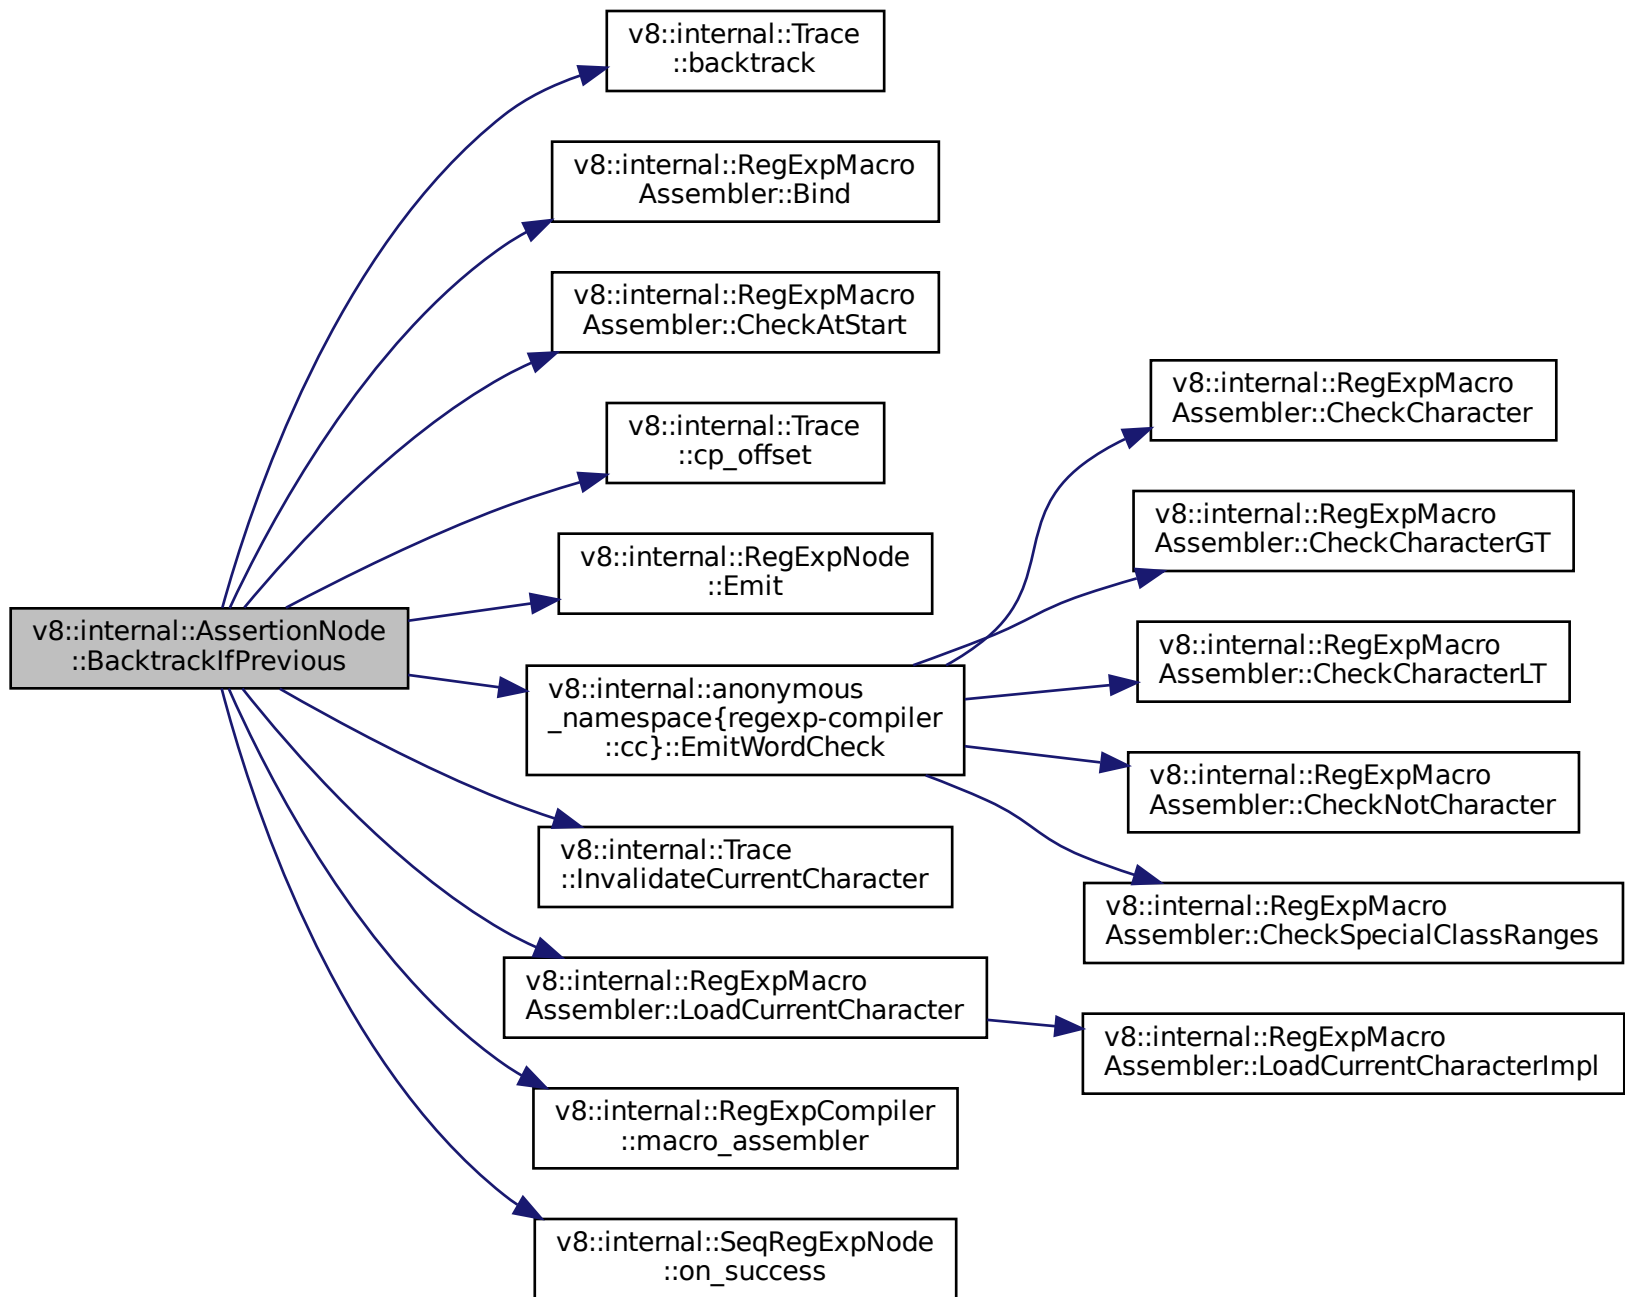 v8::internal::Trace
::backtrack
v8::internal::RegExpMacro
Assembler::Bind
v8::internal::RegExpMacro
Assembler::CheckAtStart
v8::internal::Trace
::cp_offset
v8::internal::RegExpNode
::Emit
v8::internal::AssertionNode
::BacktrackIfPrevious
v8::internal::anonymous
_namespace{regexp-compiler
::cc}::EmitWordCheck
v8::internal::Trace
::InvalidateCurrentCharacter
v8::internal::RegExpMacro
Assembler::LoadCurrentCharacter
v8::internal::RegExpCompiler
::macro_assembler
v8::internal::SeqRegExpNode
::on_success
v8::internal::RegExpMacro
Assembler::CheckCharacter
v8::internal::RegExpMacro
Assembler::CheckCharacterGT
v8::internal::RegExpMacro
Assembler::CheckCharacterLT
v8::internal::RegExpMacro
Assembler::CheckNotCharacter
v8::internal::RegExpMacro
Assembler::CheckSpecialClassRanges
v8::internal::RegExpMacro
Assembler::LoadCurrentCharacterImpl